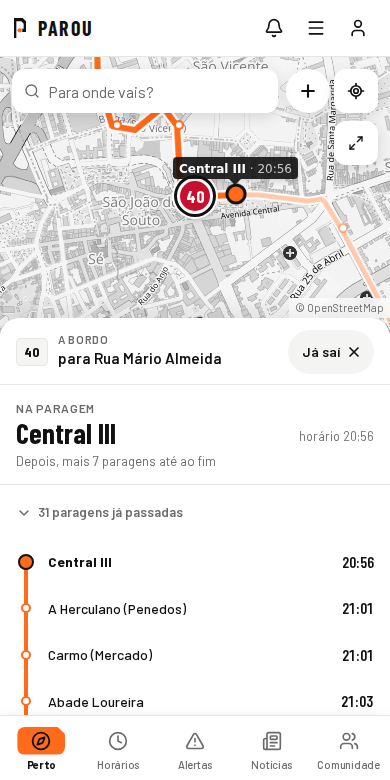 PAROU
São Vicente
Para onde vais?
Rua de Santa Margarida
Central III · 20:56
40
São João do
Souto
Avenida Central
Sé
Rua do Anjo
Rua 25 de Abril
© OpenStreetMap
40
A BORDO
para Rua Mário Almeida
Já saí
NA PARAGEM
Central III
horário 20:56
Depois, mais 7 paragens até ao fim
31 paragens já passadas
Central III 20:56
A Herculano (Penedos) 21:01
Carmo (Mercado) 21:01
Abade Loureira 21:03
Perto
Horários
Alertas
Notícias
Comunidade